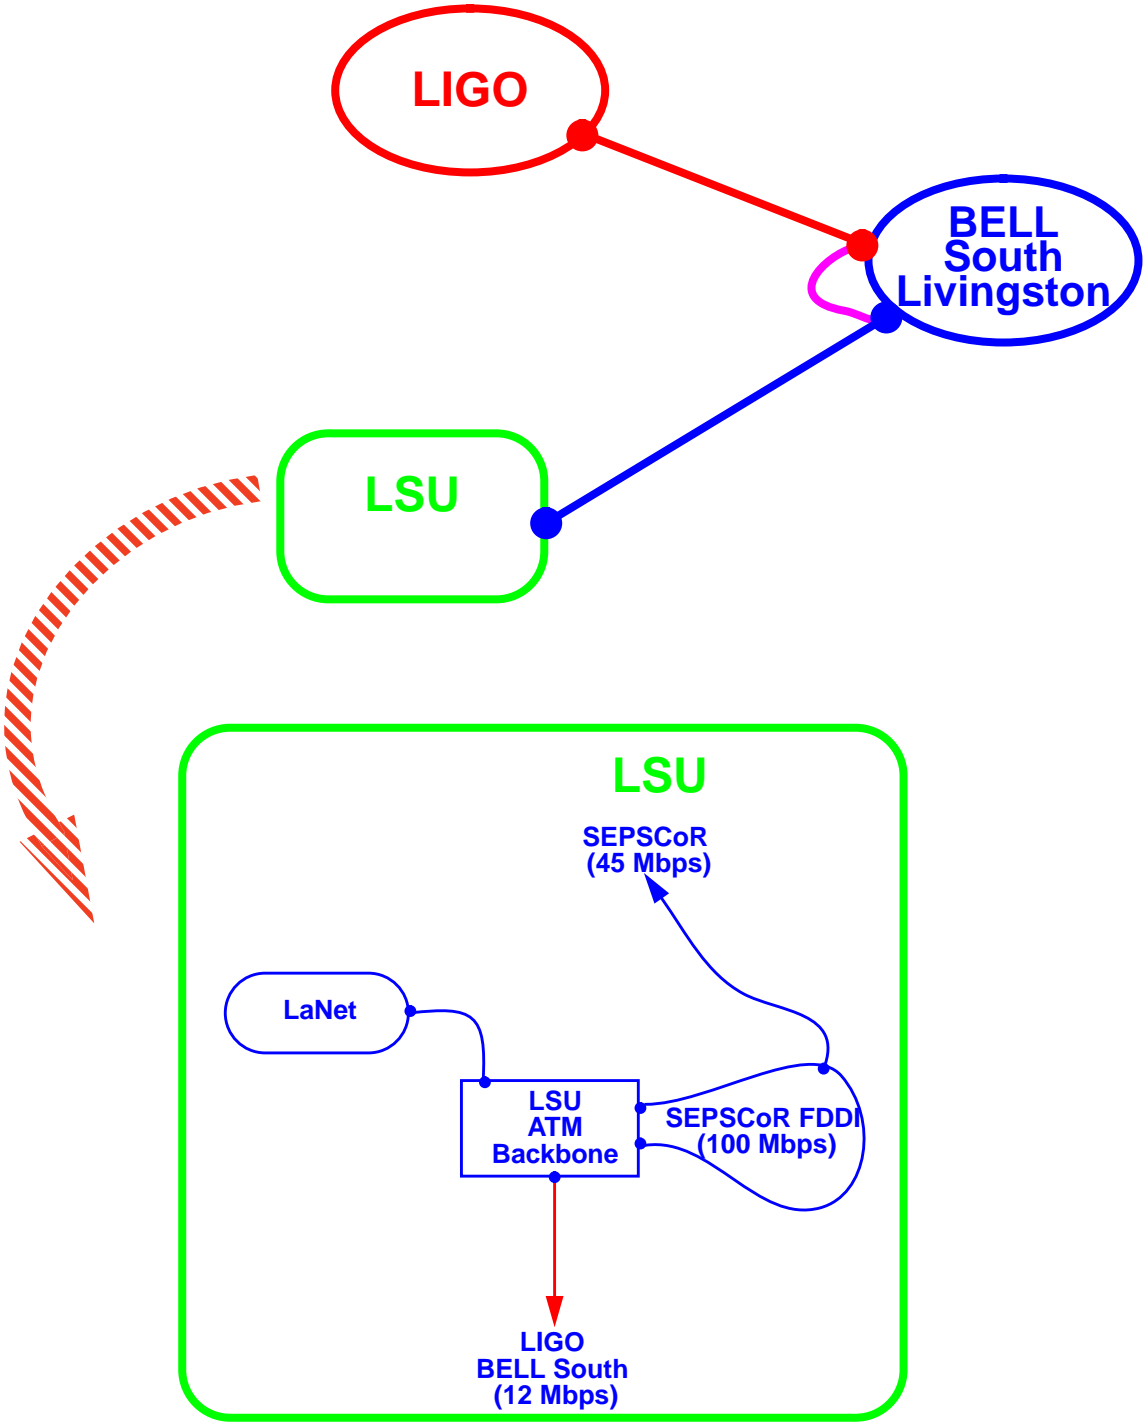 LIGO
BELL
South
Livingston
LSU
LSU
SEPSCoR
(45 Mbps)
LaNet
LSU
ATM
Backbone
SEPSCoR FDDI
(100 Mbps)
LIGO
BELL South
(12 Mbps)